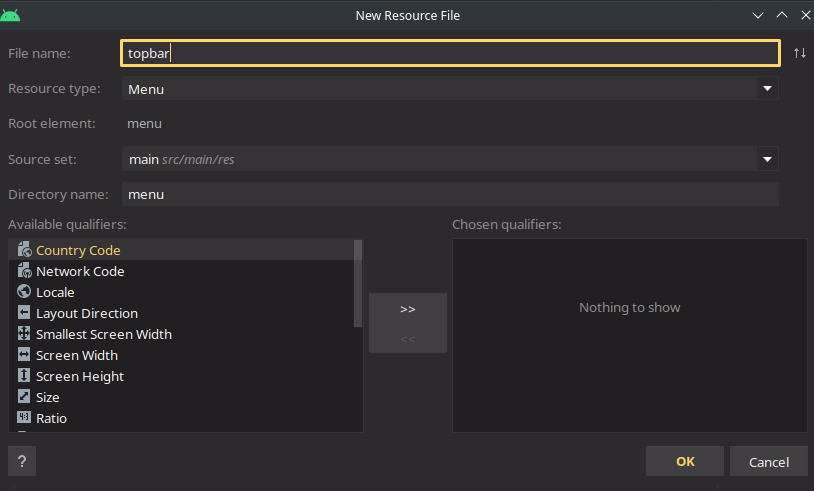 New Resource File
File name: topbar
Resource type: Menu
Root element: menu
Source set: main src/main/res
Directory name: menu
Available qualifiers:
Country Code
Network Code
Locale
Layout Direction
Smallest Screen Width
Screen Width
Screen Height
Size
Ratio
>>
<<
Chosen qualifiers:
Nothing to show
?
OK
Cancel